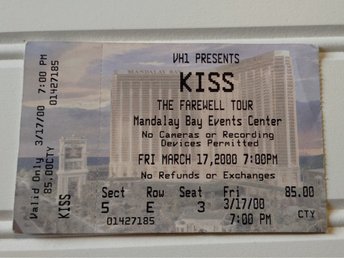 Valid Only 3/17/00 7:00 PM
85.00CTY 01427185
KISS
MANDALAY BAY
VH1 PRESENTS
KISS
THE FAREWELL TOUR
Mandalay Bay Events Center
No Cameras or Recording
Devices Permitted
FRI MARCH 17,2000 7:00PM
No Refunds or Exchanges
Sect Row Seat Fri 85.00
5 E 3 3/17/00
01427185 7:00 PM CTY